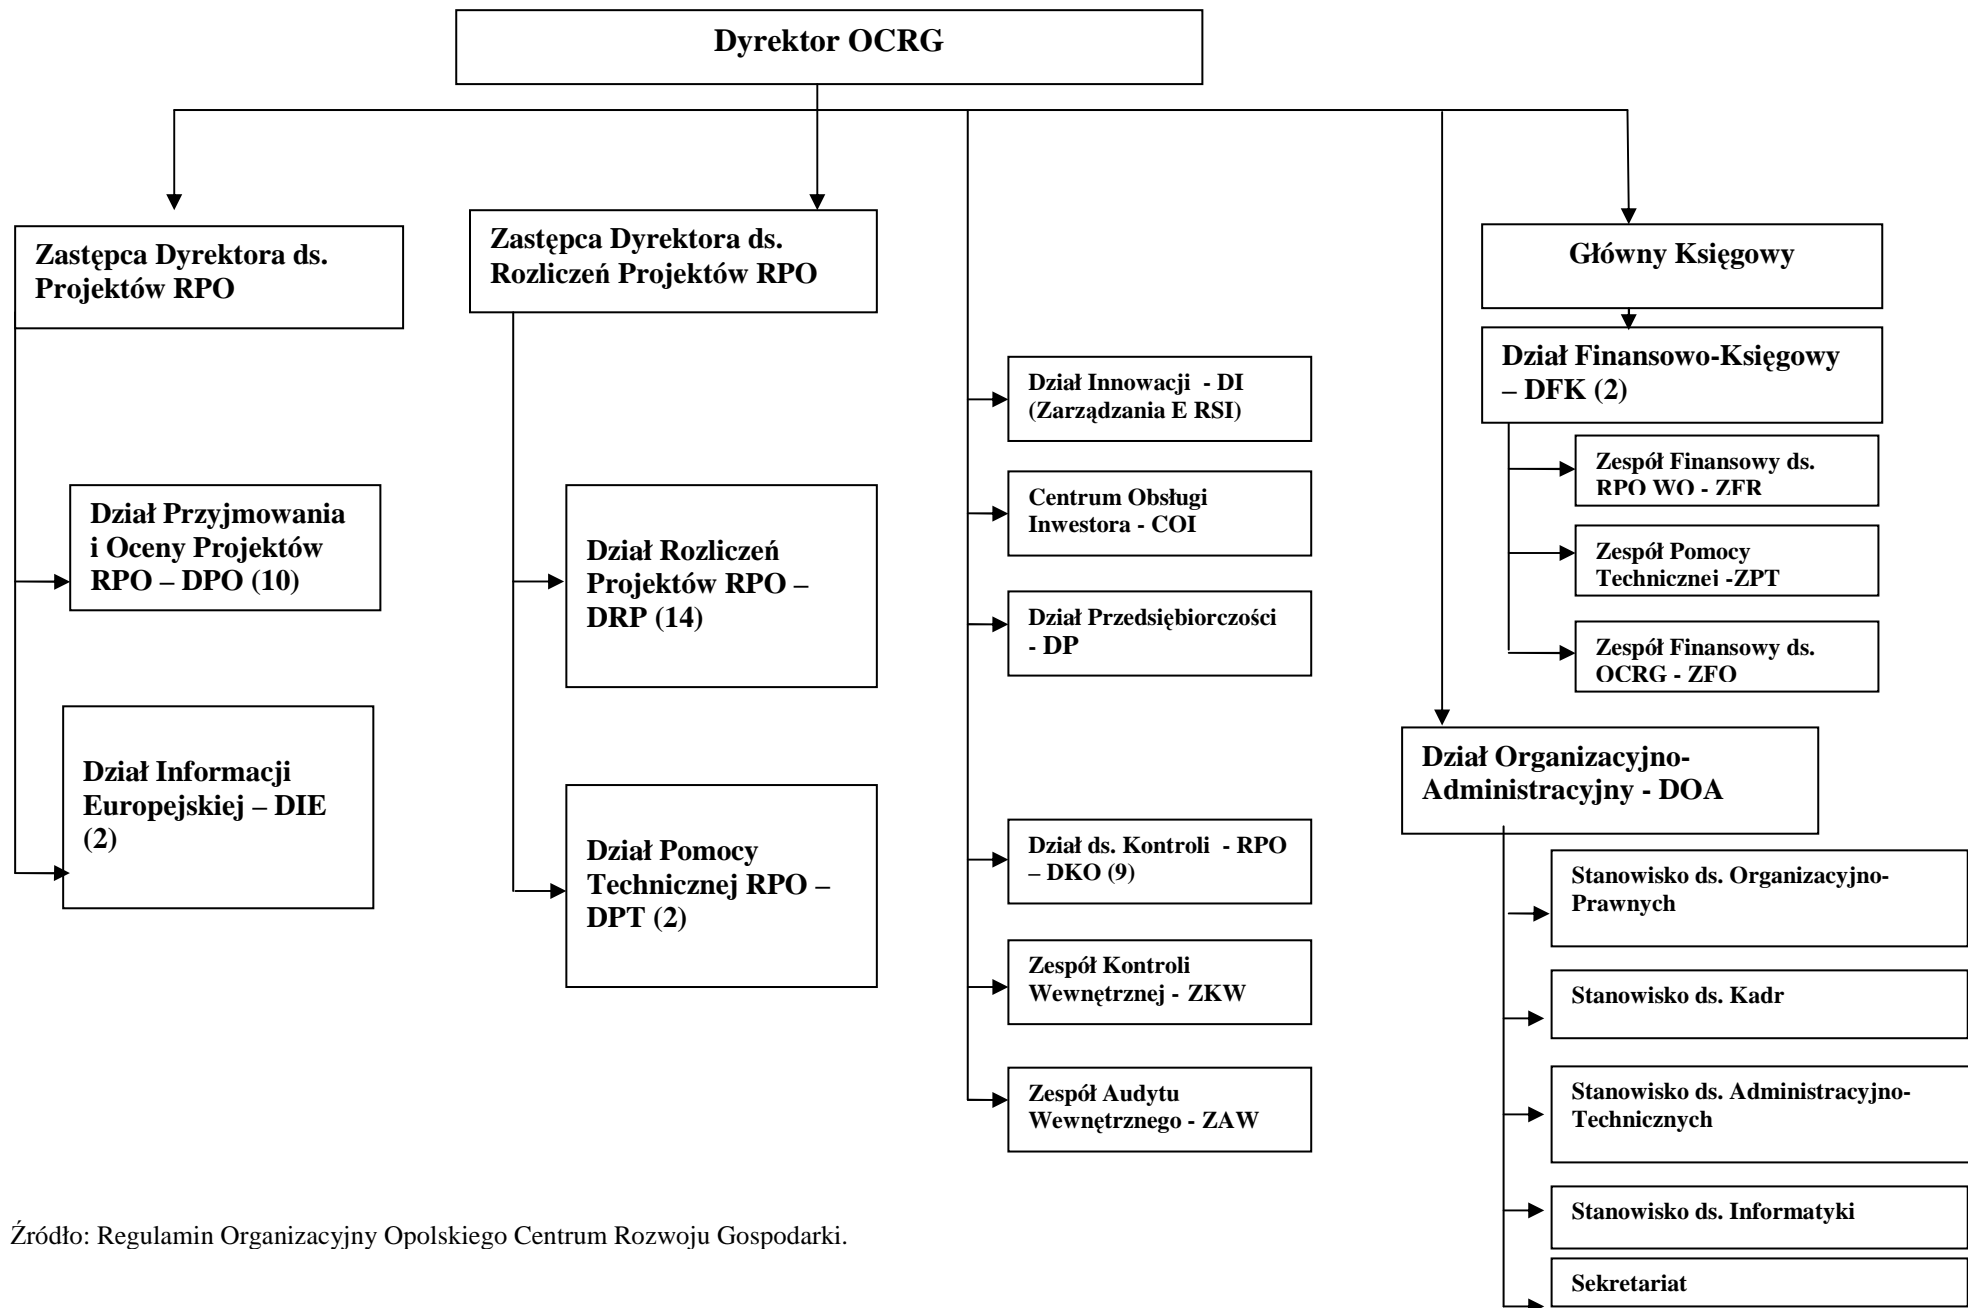 Dyrektor OCRG
Zastępca Dyrektora ds.
Projektów RPO
Dział Przyjmowania
i Oceny Projektów
RPO – DPO (10)
Dział Informacji
Europejskiej – DIE
(2)
Zastępca Dyrektora ds.
Rozliczeń Projektów RPO
Dział Rozliczeń
Projektów RPO –
DRP (14)
Dział Pomocy
Technicznej RPO –
DPT (2)
Dział Innowacji - DI
(Zarządzania E RSI)
Centrum Obsługi
Inwestora - COI
Dział Przedsiębiorczości
- DP
Dział ds. Kontroli - RPO
– DKO (9)
Zespół Kontroli
Wewnętrznej - ZKW
Zespół Audytu
Wewnętrznego - ZAW
Główny Księgowy
Dział Finansowo-Księgowy
– DFK (2)
Zespół Finansowy ds.
RPO WO - ZFR
Zespół Pomocy
Technicznej -ZPT
Zespół Finansowy ds.
OCRG - ZFO
Dział Organizacyjno-
Administracyjny - DOA
Stanowisko ds. Organizacyjno-
Prawnych
Stanowisko ds. Kadr
Stanowisko ds. Administracyjno-
Technicznych
Stanowisko ds. Informatyki
Sekretariat
Źródło: Regulamin Organizacyjny Opolskiego Centrum Rozwoju Gospodarki.